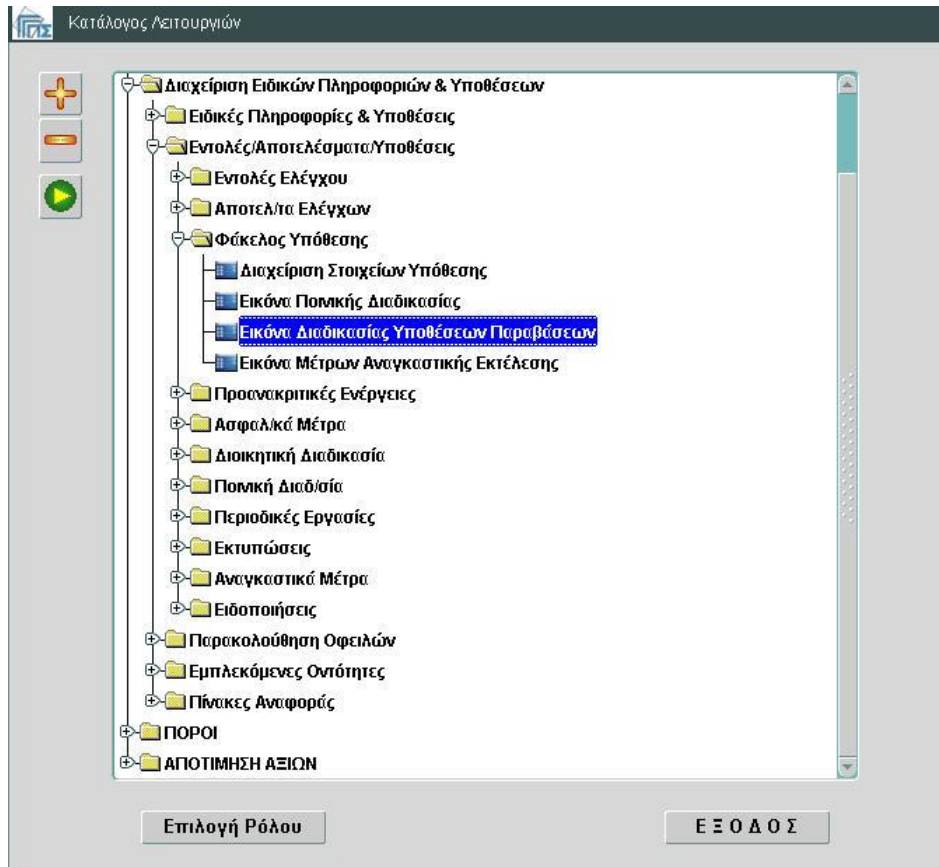 ΓΓΠΣ
Κατάλογος Λειτουργιών
Διαχείριση Ειδικών Πληροφοριών & Υποθέσεων
Ειδικές Πληροφορίες & Υποθέσεις
Εντολές/Αποτελέσματα/Υποθέσεις
Εντολές Ελέγχου
Αποτελ/τα Ελέγχων
Φάκελος Υπόθεσης
Διαχείριση Στοιχείων Υπόθεσης
Εικόνα Ποινικής Διαδικασίας
Εικόνα Διαδικασίας Υποθέσεων Παραβάσεων
Εικόνα Μέτρων Αναγκαστικής Εκτέλεσης
Προανακριτικές Ενέργειες
Ασφαλ/κά Μέτρα
Διοικητική Διαδικασία
Ποινική Διαδ/σία
Περιοδικές Εργασίες
Εκτυπώσεις
Αναγκαστικά Μέτρα
Ειδοποιήσεις
Παρακολούθηση Οφειλών
Εμπλεκόμενες Οντότητες
Πίνακες Αναφοράς
ΠΟΡΟΙ
ΑΠΟΤΙΜΗΣΗ ΑΞΙΩΝ
Επιλογή Ρόλου
Ε Ξ Ο Δ Ο Σ